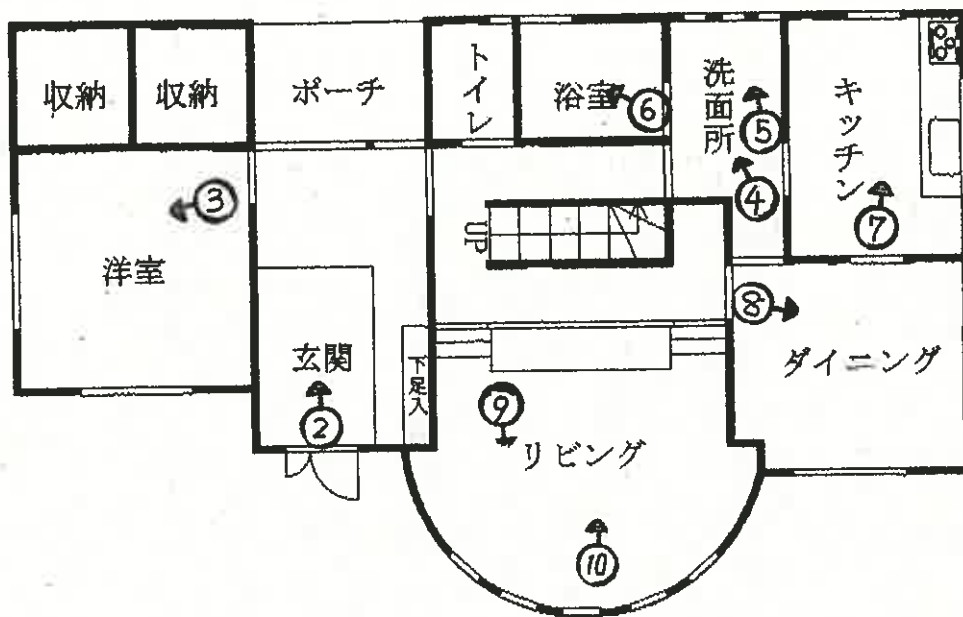 収納
収納
ポーチ
トイレ
浴室
⑥
洗面所
⑤
④
キッチン
⑦
③
洋室
UP
⑧
ダイニング
玄関
②
下足入
⑨
リビング
⑩